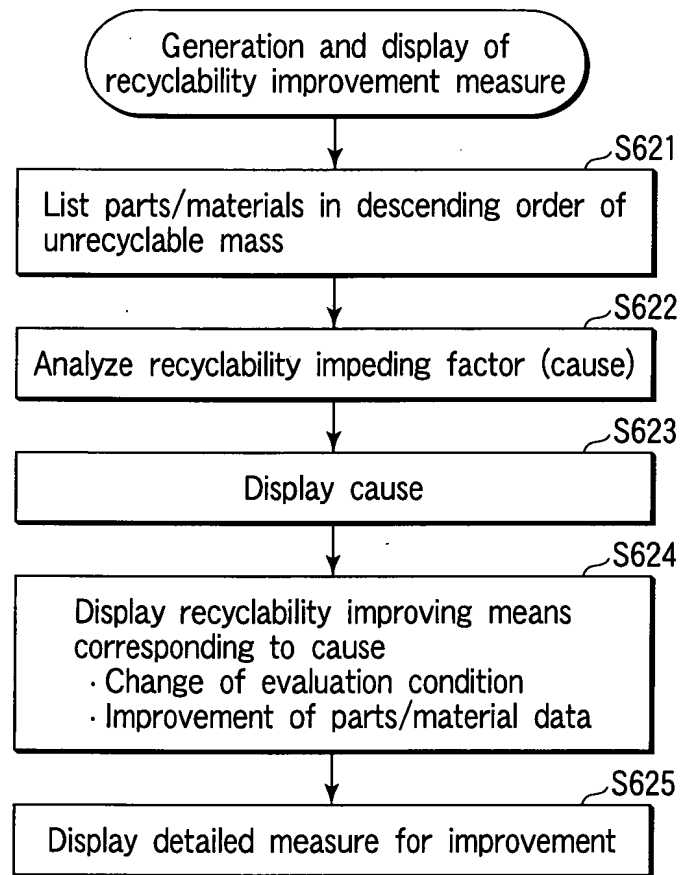 Generation and display of
recyclability improvement measure
S621
List parts/materials in descending order of
unrecyclable mass
S622
Analyze recyclability impeding factor (cause)
S623
Display cause
S624
Display recyclability improving means
corresponding to cause
· Change of evaluation condition
· Improvement of parts/material data
S625
Display detailed measure for improvement